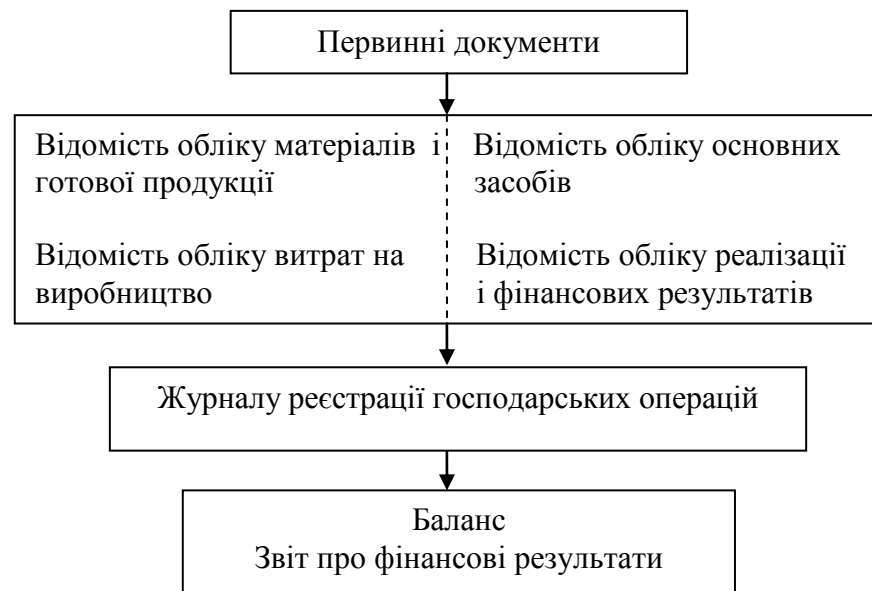 Первинні документи
Відомість обліку матеріалів і
готової продукції
Відомість обліку витрат на
виробництво
Відомість обліку основних
засобів
Відомість обліку реалізації
і фінансових результатів
Журналу реєстрації господарських операцій
Баланс
Звіт про фінансові результати